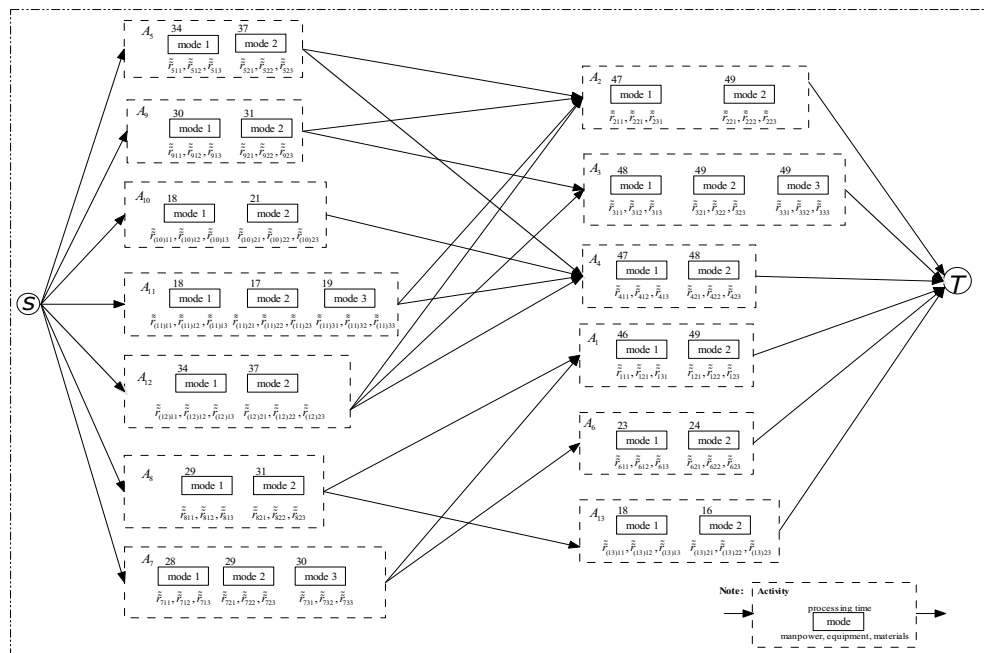 S
A₅
34 37
mode 1 mode 2
r̃̃₅₁₁, r̃̃₅₁₂, r̃̃₅₁₃ r̃̃₅₂₁, r̃̃₅₂₂, r̃̃₅₂₃
A₉
30 31
mode 1 mode 2
r̃̃₉₁₁, r̃̃₉₁₂, r̃̃₉₁₃ r̃̃₉₂₁, r̃̃₉₂₂, r̃̃₉₂₃
A₁₀
18 21
mode 1 mode 2
r̃̃₍₁₀₎₁₁, r̃̃₍₁₀₎₁₂, r̃̃₍₁₀₎₁₃ r̃̃₍₁₀₎₂₁, r̃̃₍₁₀₎₂₂, r̃̃₍₁₀₎₂₃
A₁₁
18 17 19
mode 1 mode 2 mode 3
r̃̃₍₁₁₎₁₁, r̃̃₍₁₁₎₁₂, r̃̃₍₁₁₎₁₃ r̃̃₍₁₁₎₂₁, r̃̃₍₁₁₎₂₂, r̃̃₍₁₁₎₂₃ r̃̃₍₁₁₎₃₁, r̃̃₍₁₁₎₃₂, r̃̃₍₁₁₎₃₃
A₁₂
34 37
mode 1 mode 2
r̃̃₍₁₂₎₁₁, r̃̃₍₁₂₎₁₂, r̃̃₍₁₂₎₁₃ r̃̃₍₁₂₎₂₁, r̃̃₍₁₂₎₂₂, r̃̃₍₁₂₎₂₃
A₈
29 31
mode 1 mode 2
r̃̃₈₁₁, r̃̃₈₁₂, r̃̃₈₁₃ r̃̃₈₂₁, r̃̃₈₂₂, r̃̃₈₂₃
A₇
28 29 30
mode 1 mode 2 mode 3
r̃̃₇₁₁, r̃̃₇₁₂, r̃̃₇₁₃ r̃̃₇₂₁, r̃̃₇₂₂, r̃̃₇₂₃ r̃̃₇₃₁, r̃̃₇₃₂, r̃̃₇₃₃
A₂
47 49
mode 1 mode 2
r̃̃₂₁₁, r̃̃₂₂₁, r̃̃₂₃₁ r̃̃₂₂₁, r̃̃₂₂₂, r̃̃₂₂₃
A₃
48 49 49
mode 1 mode 2 mode 3
r̃̃₃₁₁, r̃̃₃₁₂, r̃̃₃₁₃ r̃̃₃₂₁, r̃̃₃₂₂, r̃̃₃₂₃ r̃̃₃₃₁, r̃̃₃₃₂, r̃̃₃₃₃
A₄
47 48
mode 1 mode 2
r̃̃₄₁₁, r̃̃₄₁₂, r̃̃₄₁₃ r̃̃₄₂₁, r̃̃₄₂₂, r̃̃₄₂₃
A₁
46 49
mode 1 mode 2
r̃̃₁₁₁, r̃̃₁₂₁, r̃̃₁₃₁ r̃̃₁₂₁, r̃̃₁₂₂, r̃̃₁₂₃
A₆
23 24
mode 1 mode 2
r̃̃₆₁₁, r̃̃₆₁₂, r̃̃₆₁₃ r̃̃₆₂₁, r̃̃₆₂₂, r̃̃₆₂₃
A₁₃
18 16
mode 1 mode 2
r̃̃₍₁₃₎₁₁, r̃̃₍₁₃₎₁₂, r̃̃₍₁₃₎₁₃ r̃̃₍₁₃₎₂₁, r̃̃₍₁₃₎₂₂, r̃̃₍₁₃₎₂₃
T
Note: Activity
processing time
mode
manpower, equipment, materials